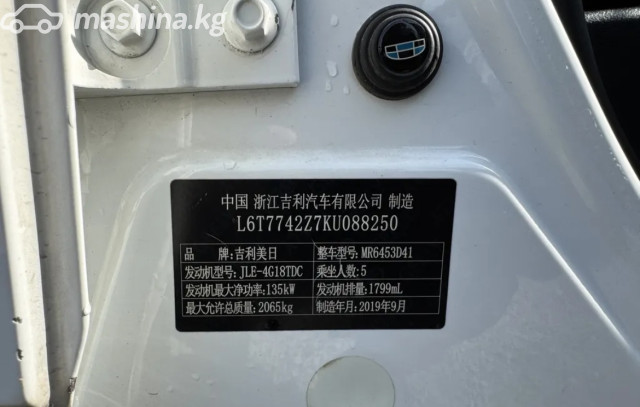 mashina.kg
中国 浙江吉利汽车有限公司 制造
L6T7742Z7KU088250
品 牌:吉利美日 整车型号:MR6453D41
发动机型号:JLE-4G18TDC 乘坐人数:5
发动机最大净功率:135kW 发动机排量:1799mL
最大允许总质量:2065kg 制造年月:2019年9月